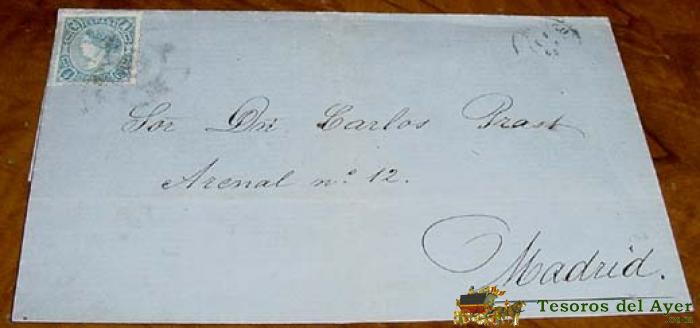 Sor Dn Carlos Prast
Arenal nº 12.
Madrid.
Tesoros del Ayer